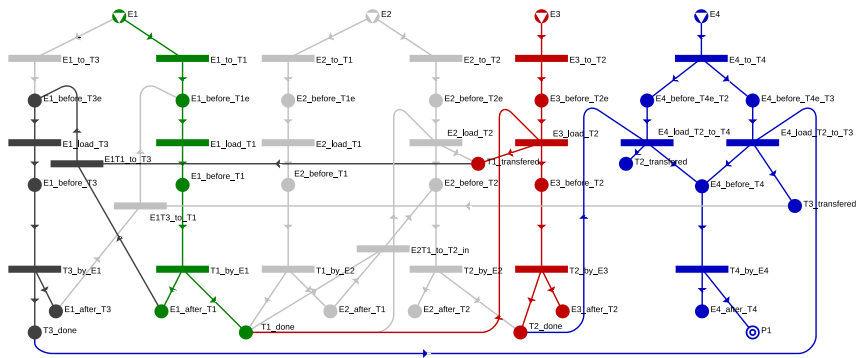 E1
E2
E3
E4
E1_to_T3
E1_to_T1
E2_to_T1
E2_to_T2
E3_to_T2
E4_to_T4
E1_before_T3e
E1_before_T1e
E2_before_T1e
E2_before_T2e
E3_before_T2e
E4_before_T4e_T2
E4_before_T4e_T3
E1_load_T3
E1_load_T1
E2_load_T1
E2_load_T2
E3_load_T2
E4_load_T2_to_T4
E4_load_T2_to_T3
E1T1_to_T3
T1_transfered
T2_transfered
E1_before_T3
E1_before_T1
E2_before_T1
E2_before_T2
E3_before_T2
E4_before_T4
T3_transfered
E1T3_to_T1
E2T1_to_T2_in
T3_by_E1
T1_by_E1
T1_by_E2
T2_by_E2
T2_by_E3
T4_by_E4
E1_after_T3
E1_after_T1
E2_after_T1
E2_after_T2
E3_after_T2
E4_after_T4
T3_done
T1_done
T2_done
P1